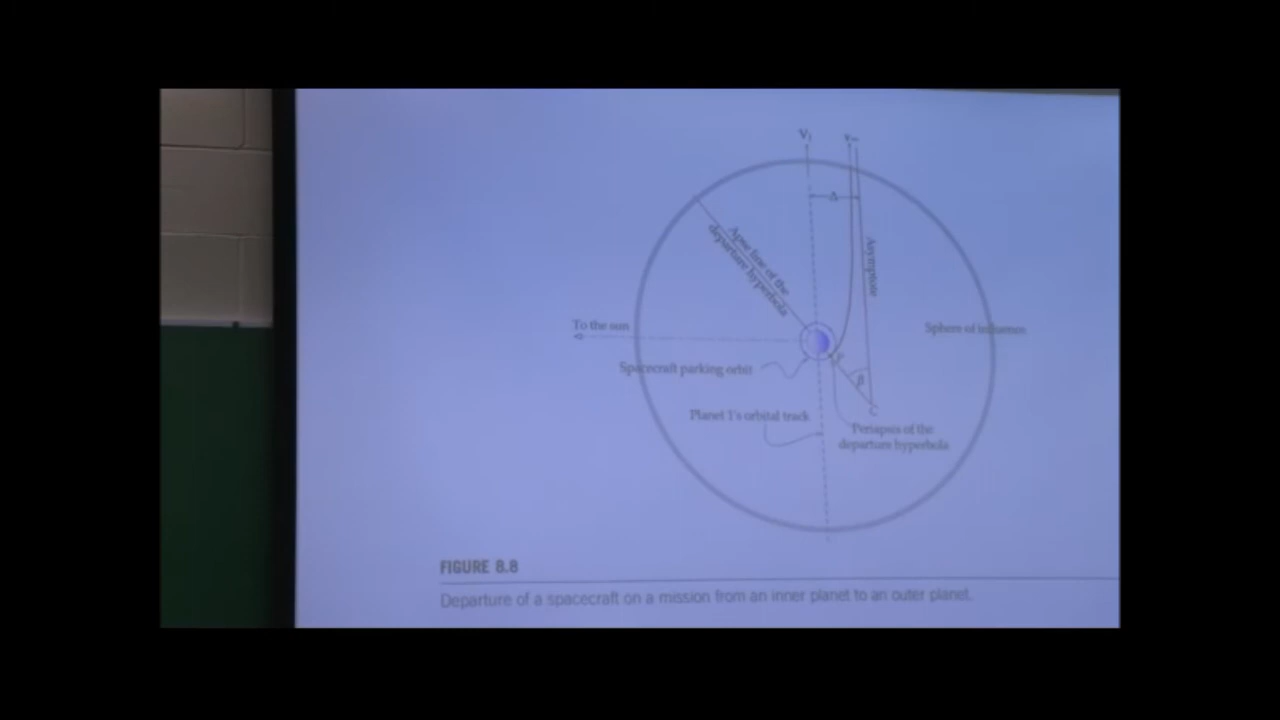 V₁
v∞
Δ
Apse line of the
departure hyperbola
Asymptote
To the sun
Sphere of influence
Spacecraft parking orbit
P
β
C
Planet 1's orbital track
Periapsis of the
departure hyperbola
FIGURE 8.8
Departure of a spacecraft on a mission from an inner planet to an outer planet.